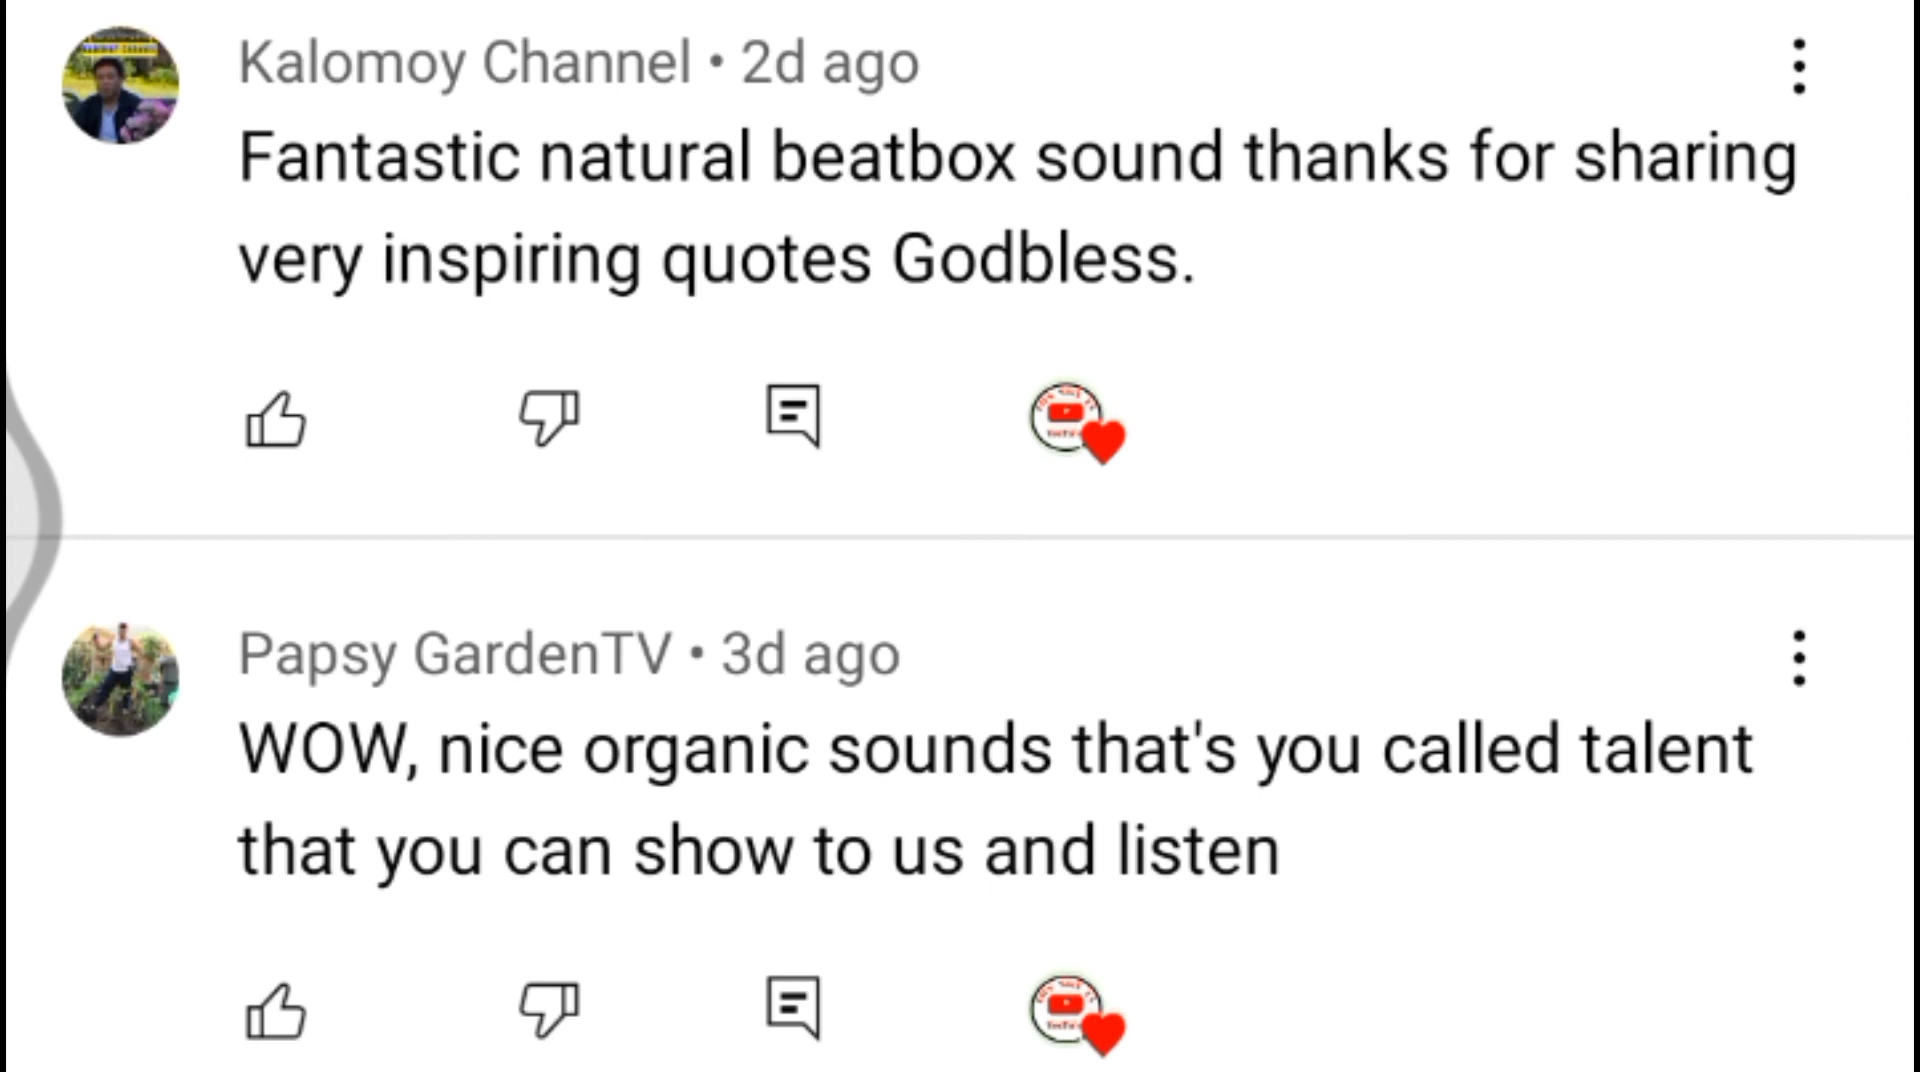 Kalomoy Channel • 2d ago
Fantastic natural beatbox sound thanks for sharing
very inspiring quotes Godbless.
Papsy GardenTV • 3d ago
WOW, nice organic sounds that's you called talent
that you can show to us and listen